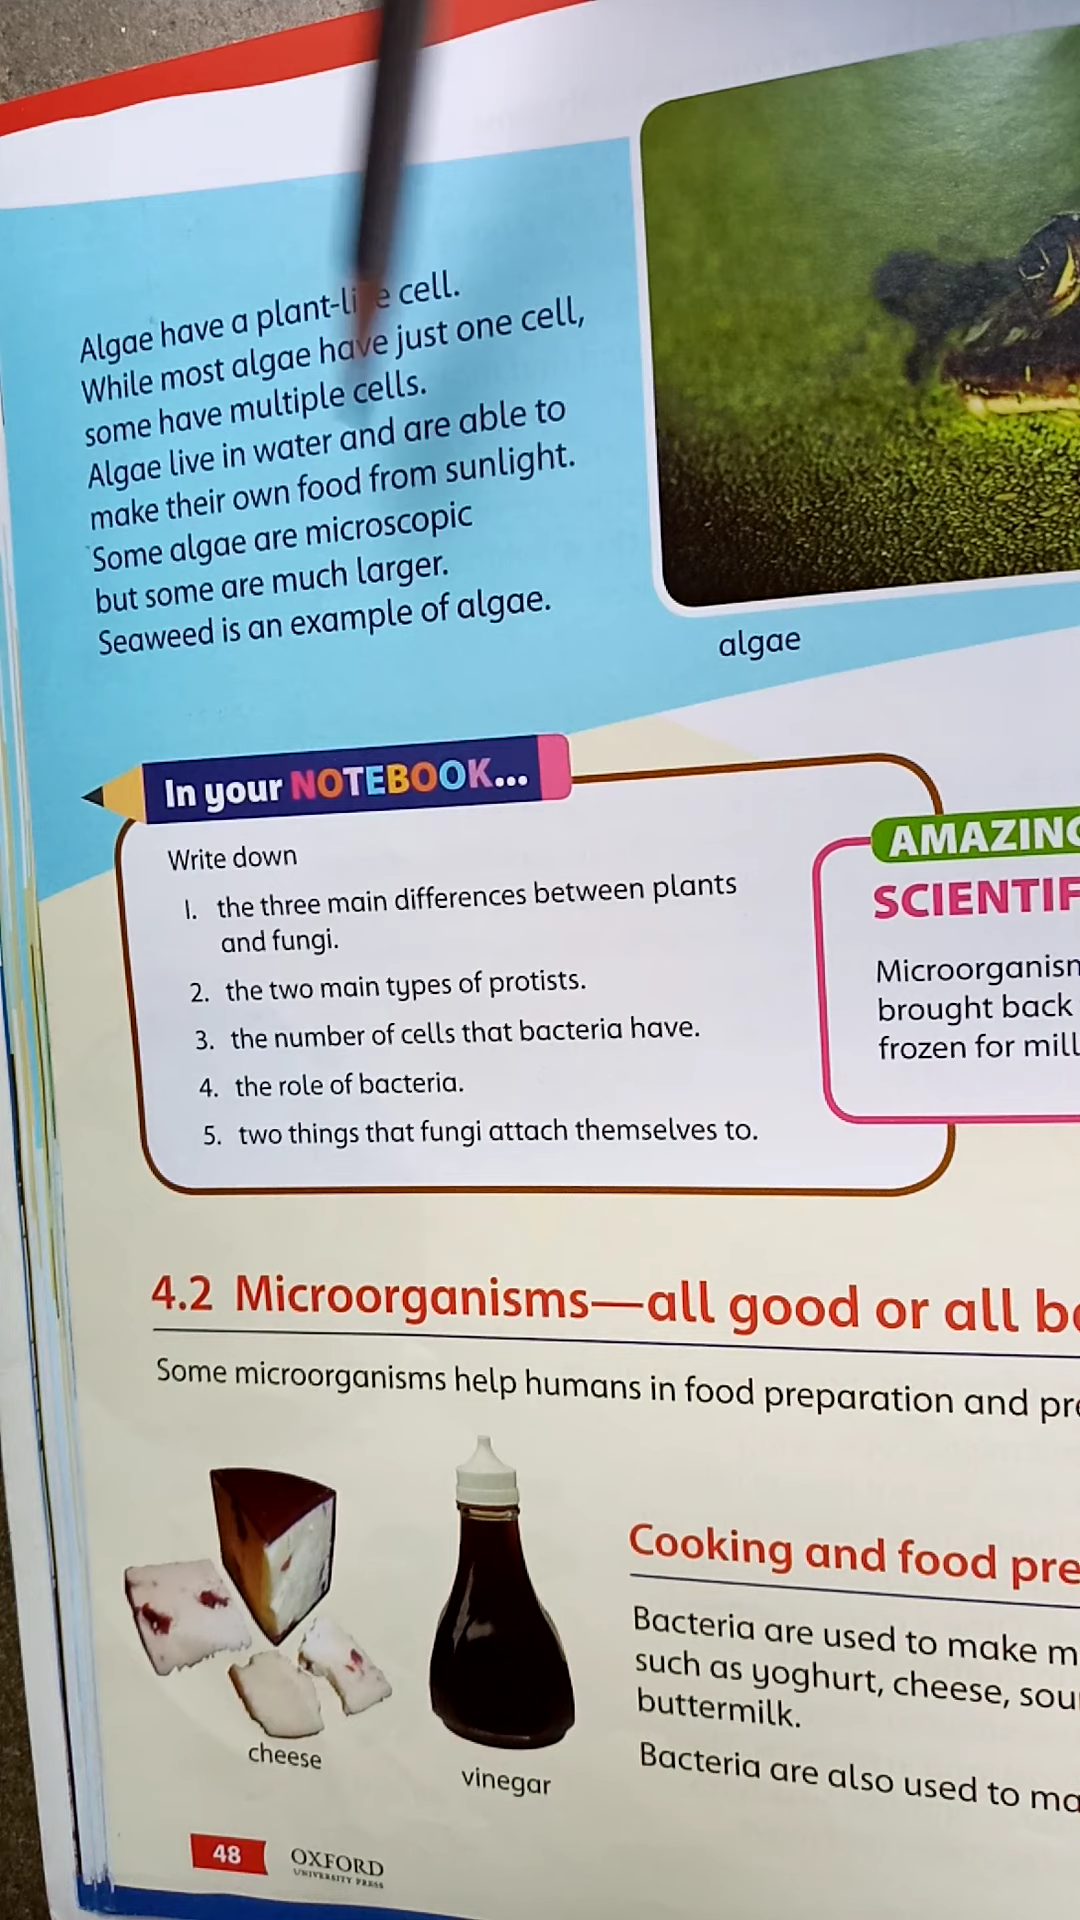 Algae have a plant-like cell.
While most algae have just one cell,
some have multiple cells.
Algae live in water and are able to
make their own food from sunlight.
Some algae are microscopic
but some are much larger.
Seaweed is an example of algae.
algae
In your NOTEBOOK...
Write down
1. the three main differences between plants
and fungi.
2. the two main types of protists.
3. the number of cells that bacteria have.
4. the role of bacteria.
5. two things that fungi attach themselves to.
AMAZING
SCIENTIF
Microorganism
brought back
frozen for mill
4.2 Microorganisms—all good or all b
Some microorganisms help humans in food preparation and pr
cheese
vinegar
Cooking and food pre
Bacteria are used to make m
such as yoghurt, cheese, sou
buttermilk.
Bacteria are also used to ma
48
OXFORD
UNIVERSITY PRESS